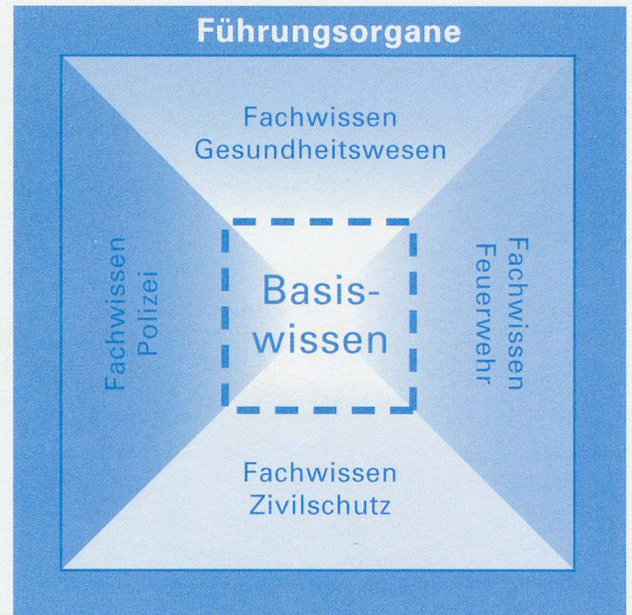 Führungsorgane
Fachwissen
Gesundheitswesen
Fachwissen
Polizei
Basis-
wissen
Fachwissen
Feuerwehr
Fachwissen
Zivilschutz